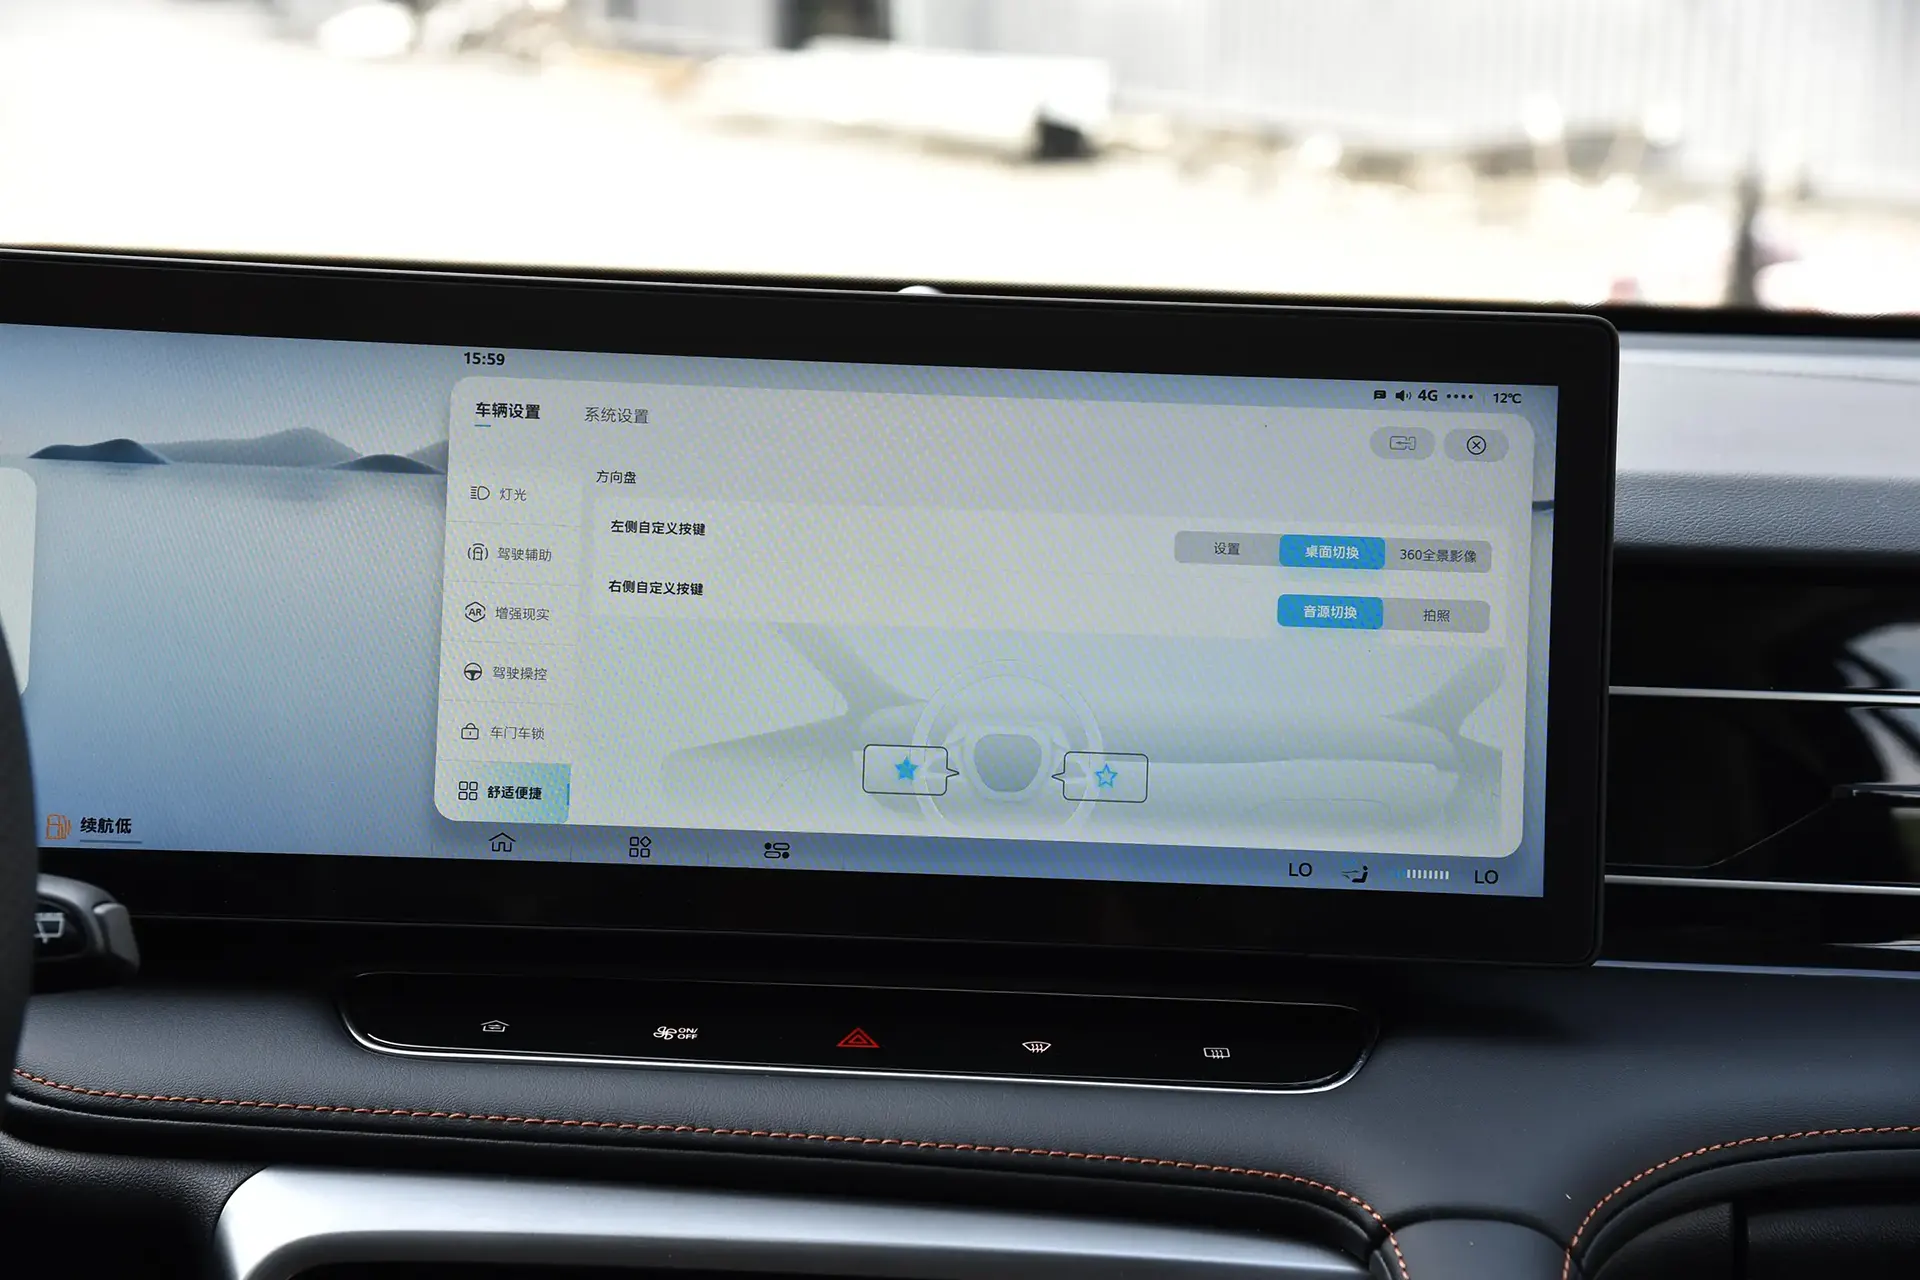 15:59
4G 12℃
车辆设置 系统设置
灯光
驾驶辅助
AR 增强现实
驾驶操控
车门车锁
舒适便捷
方向盘
左侧自定义按键 设置 桌面切换 360全景影像
右侧自定义按键 音源切换 拍照
续航低
LO LO
ON/
OFF